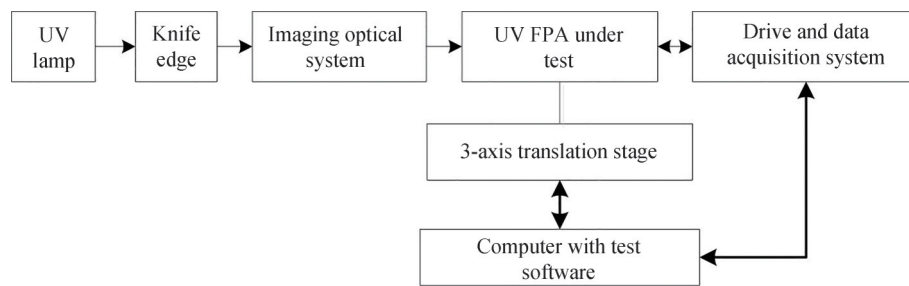 UV
lamp
Knife
edge
Imaging optical
system
UV FPA under
test
Drive and data
acquisition system
3-axis translation stage
Computer with test
software